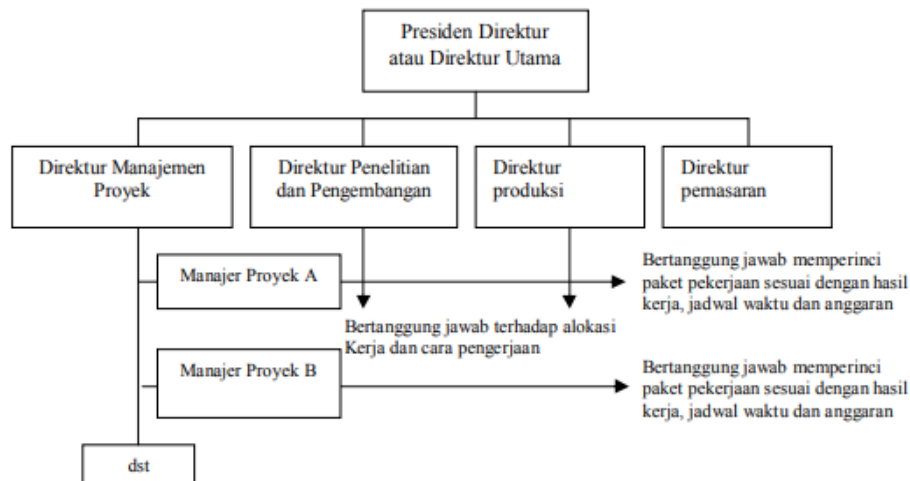 Presiden Direktur
atau Direktur Utama
Direktur Manajemen
Proyek
Direktur Penelitian
dan Pengembangan
Direktur
produksi
Direktur
pemasaran
Manajer Proyek A
Bertanggung jawab memperinci
paket pekerjaan sesuai dengan hasil
kerja, jadwal waktu dan anggaran
Bertanggung jawab terhadap alokasi
Kerja dan cara pengerjaan
Manajer Proyek B
Bertanggung jawab memperinci
paket pekerjaan sesuai dengan hasil
kerja, jadwal waktu dan anggaran
dst